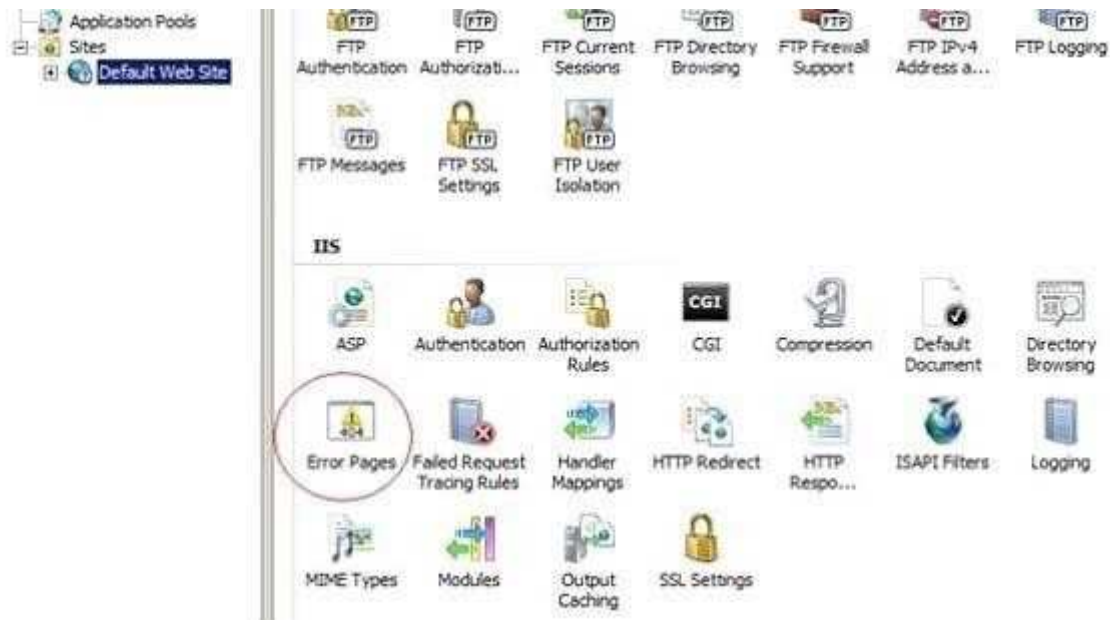 Application Pools
Sites
Default Web Site
FTP FTP FTP FTP FTP FTP FTP
FTP Authentication
FTP Authorizati...
FTP Current Sessions
FTP Directory Browsing
FTP Firewall Support
FTP IPv4 Address a...
FTP Logging
FTP FTP FTP
FTP Messages
FTP SSL Settings
FTP User Isolation
IIS
CGI
ASP
Authentication
Authorization Rules
CGI
Compression
Default Document
Directory Browsing
Error Pages
Failed Request Tracing Rules
Handler Mappings
HTTP Redirect
HTTP Respo...
ISAPI Filters
Logging
MIME Types
Modules
Output Caching
SSL Settings